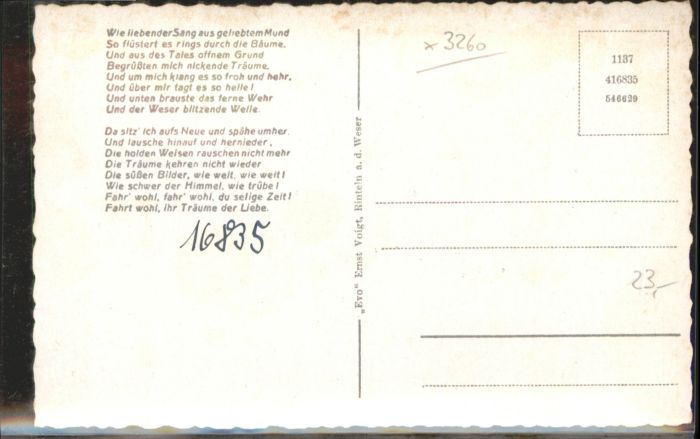 Wie liebender Sang aus geliebtem Mund
So flüstert es rings durch die Bäume,
Und aus des Tales offnem Grund
Begrüßten mich nickende Träume.
Und um mich klang es so froh und hehr,
Und über mir tagt es so helle!
Und unten brauste das ferne Wehr
Und der Weser blitzende Welle.
Da sitz' ich aufs Neue und spähe umher,
Und lausche hinauf und hernieder,
Die holden Weisen rauschen nicht mehr
Die Träume kehren nicht wieder
Die süßen Bilder, wie weit, wie weit!
Wie schwer der Himmel, wie trübe!
Fahr' wohl, fahr' wohl, du selige Zeit!
Fahrt wohl, ihr Träume der Liebe.
16835
„Evo" Ernst Voigt, Rinteln a. d. Weser
x 3260
1137
416835
546629
23,-